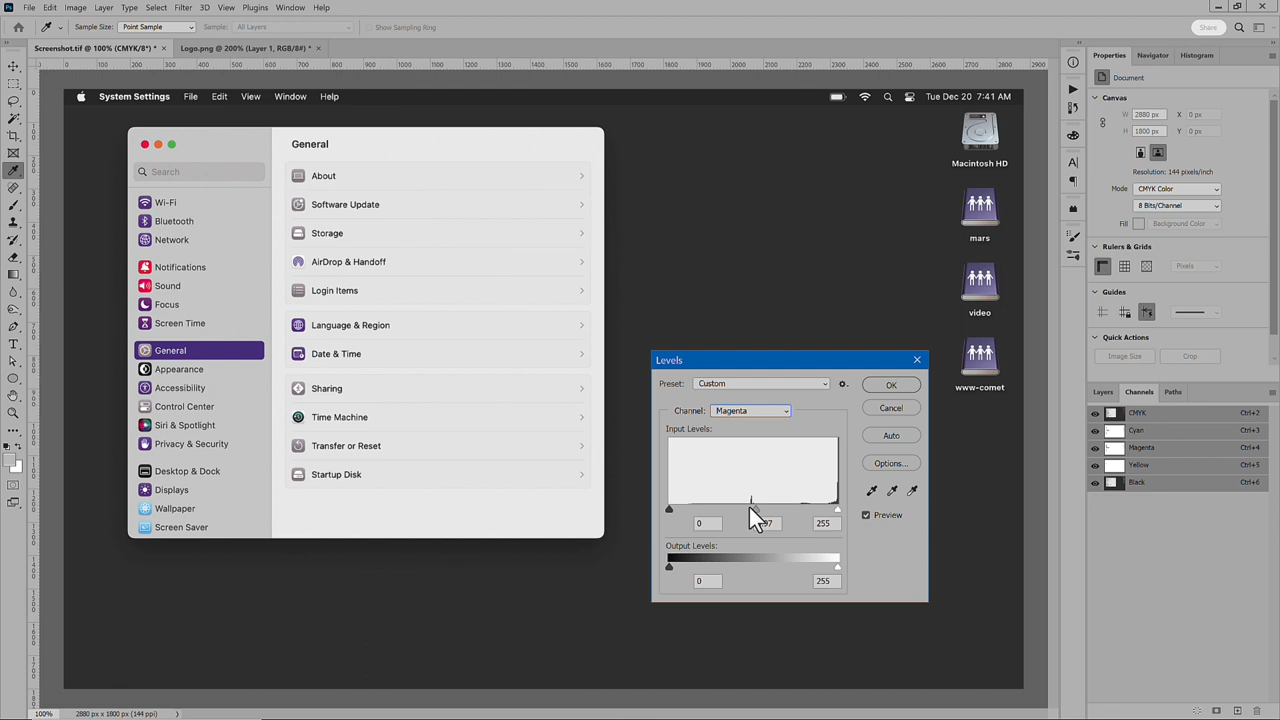 File Edit Image Layer Type Select Filter 3D View Plugins Window Help
Sample Size: Point Sample Sample: All Layers Show Sampling Ring Share
Screenshot.tif @ 100% (CMYK/8*) * × Logo.png @ 200% (Layer 1, RGB/8#) * ×
System Settings File Edit View Window Help Tue Dec 20 7:41 AM
General
Search
About
Software Update
Storage
AirDrop & Handoff
Login Items
Language & Region
Date & Time
Sharing
Time Machine
Transfer or Reset
Startup Disk
Wi-Fi
Bluetooth
Network
Notifications
Sound
Focus
Screen Time
General
Appearance
Accessibility
Control Center
Siri & Spotlight
Privacy & Security
Desktop & Dock
Displays
Wallpaper
Screen Saver
Macintosh HD
mars
video
www-comet
Levels
Preset: Custom
OK
Channel: Magenta
Cancel
Input Levels:
Auto
Options...
Preview
0 255
Output Levels:
0 255
Properties Navigator Histogram
Document
Canvas
W 2880 px X 0 px
H 1800 px Y 0 px
Resolution: 144 pixels/inch
Mode CMYK Color
8 Bits/Channel
Fill Background Color
Rulers & Grids
Pixels
Guides
Quick Actions
Image Size Crop
Layers Channels Paths
CMYK Ctrl+2
Cyan Ctrl+3
Magenta Ctrl+4
Yellow Ctrl+5
Black Ctrl+6
100% 2880 px x 1800 px (144 ppi)